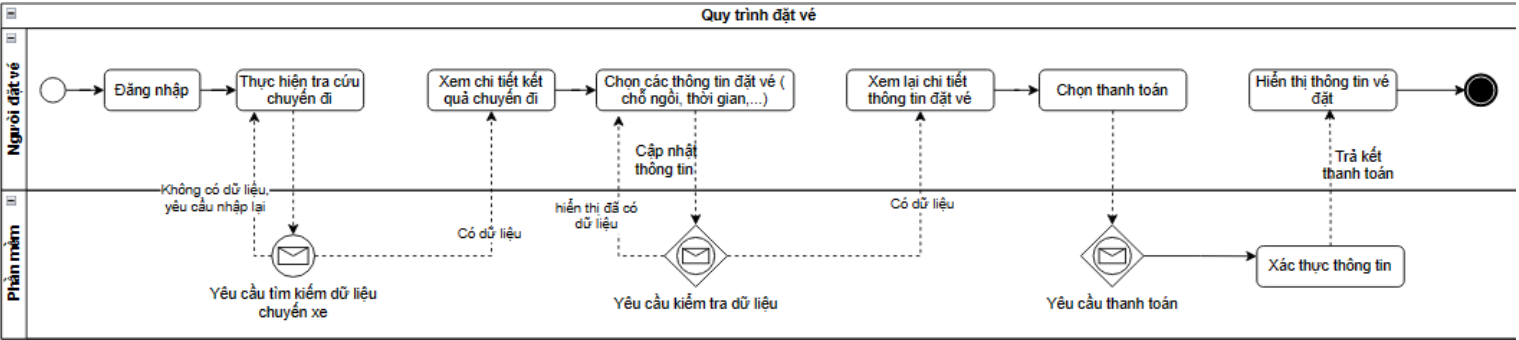 Quy trình đặt vé
Người đặt vé
Đăng nhập
Thực hiện tra cứu
chuyến đi
Xem chi tiết kết
quả chuyến đi
Chọn các thông tin đặt vé (
chỗ ngồi, thời gian,...)
Xem lại chi tiết
thông tin đặt vé
Chọn thanh toán
Hiển thị thông tin vé
đặt
Cập nhật
thông tin
Trả kết
thanh toán
Không có dữ liệu,
yêu cầu nhập lại
Có dữ liệu
hiển thị đã có
dữ liệu
Có dữ liệu
Phần mềm
Yêu cầu tìm kiếm dữ liệu
chuyến xe
Yêu cầu kiểm tra dữ liệu
Yêu cầu thanh toán
Xác thực thông tin